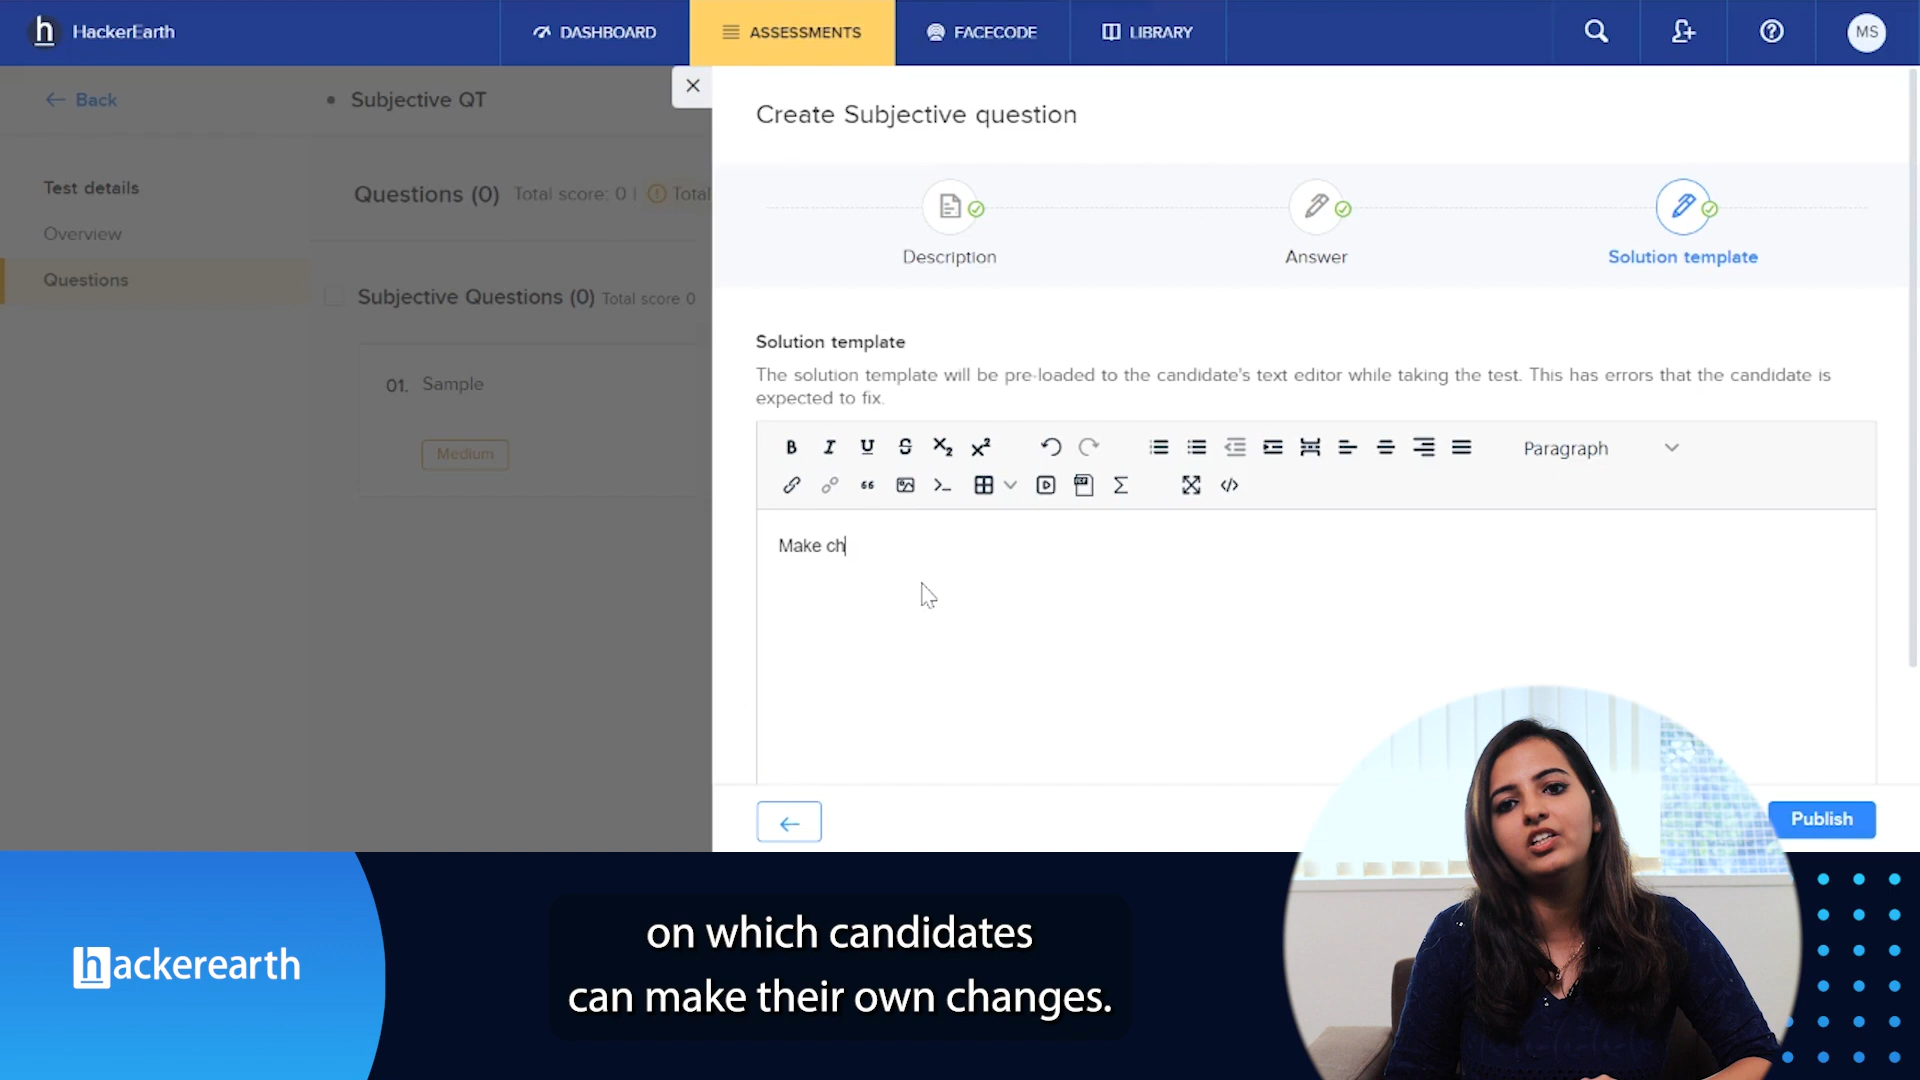 HackerEarth
DASHBOARD
ASSESSMENTS
FACECODE
LIBRARY
MS
Back
Subjective QT
Test details
Overview
Questions
Questions (0) Total score: 0 | Total
Subjective Questions (0) Total score 0
01. Sample
Medium
Create Subjective question
Description
Answer
Solution template
Solution template
The solution template will be pre-loaded to the candidate's text editor while taking the test. This has errors that the candidate is
expected to fix.
Paragraph
Make ch
Publish
hackerearth
on which candidates
can make their own changes.